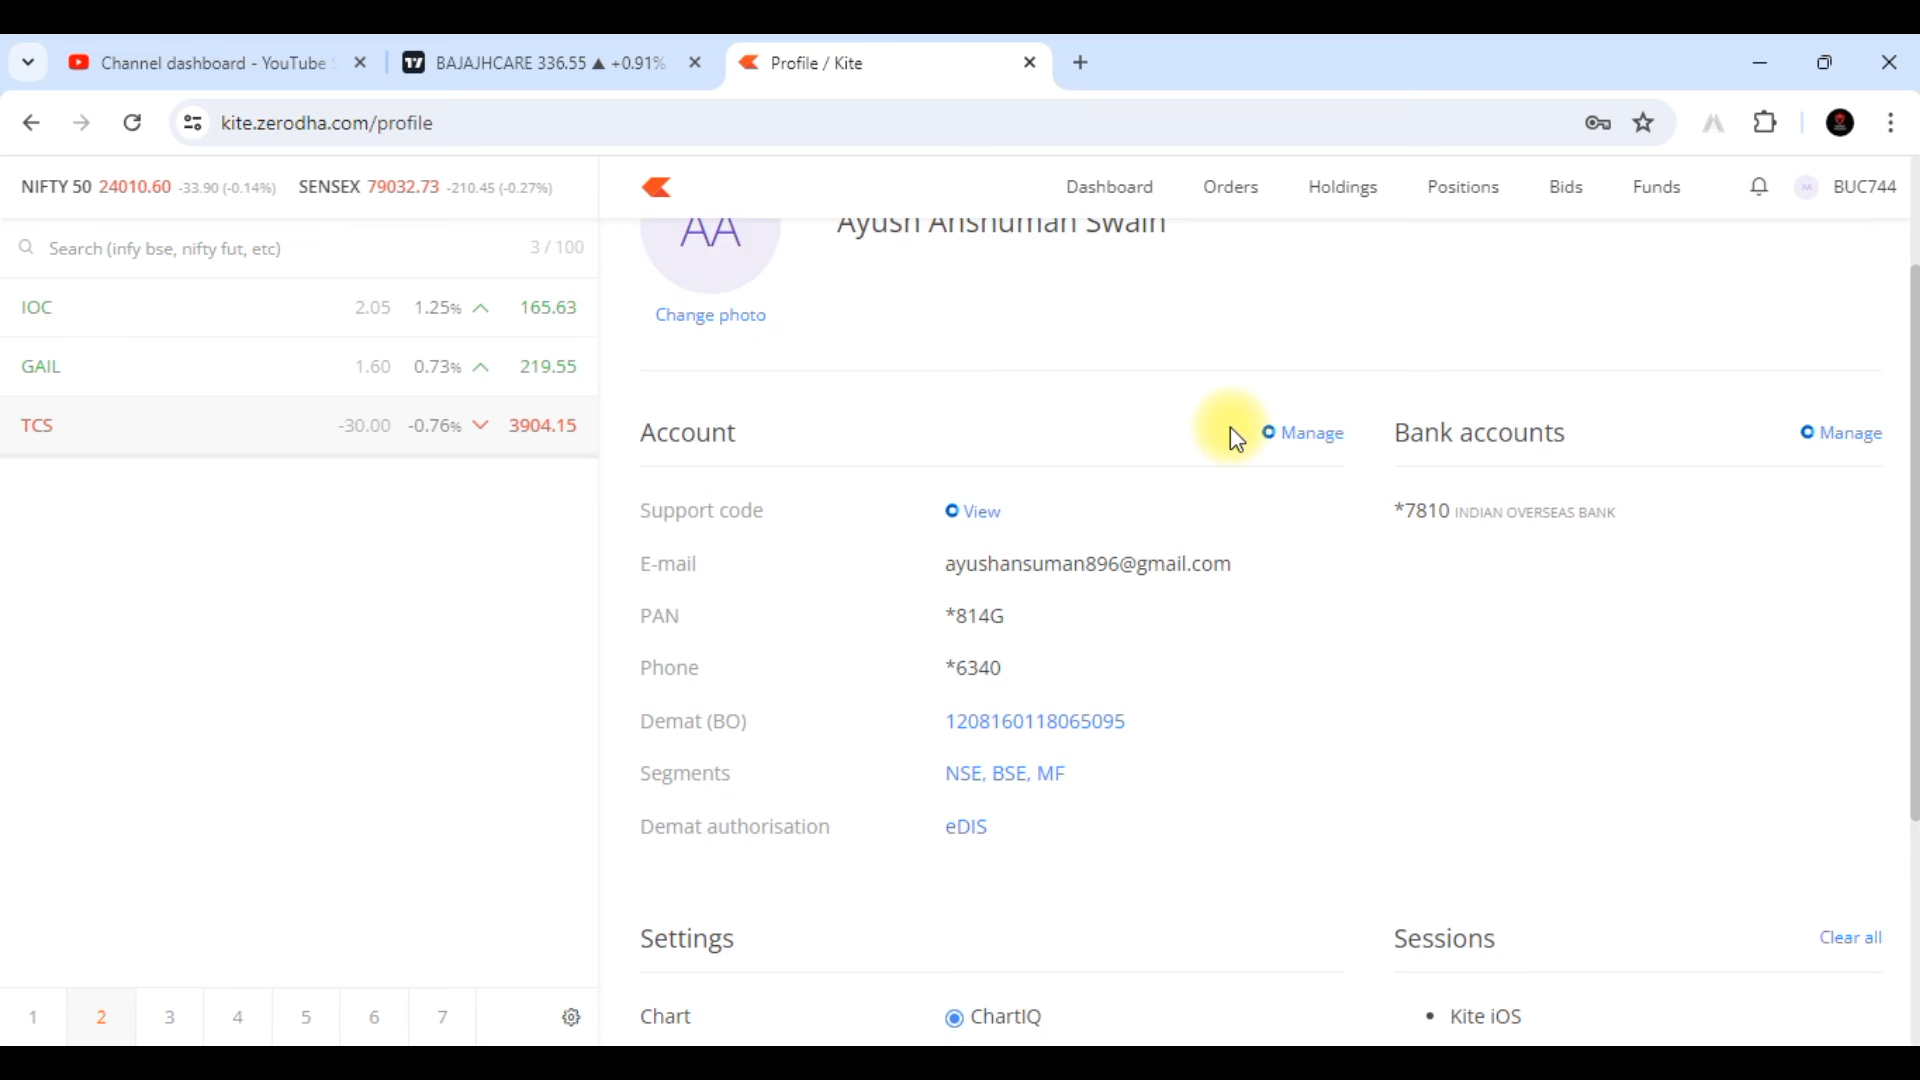 Channel dashboard - YouTube S
BAJAJHCARE 336.55 ▲ +0.91%
Profile / Kite
kite.zerodha.com/profile
NIFTY 50 24010.60 -33.90 (-0.14%) SENSEX 79032.73 -210.45 (-0.27%)
Dashboard Orders Holdings Positions Bids Funds AA BUC744
Search (infy bse, nifty fut, etc) 3 / 100
IOC 2.05 1.25% 165.63
GAIL 1.60 0.73% 219.55
TCS -30.00 -0.76% 3904.15
1 2 3 4 5 6 7
AA
Ayush Anshuman Swain
Change photo
Account Manage
Support code View
E-mail ayushansuman896@gmail.com
PAN *814G
Phone *6340
Demat (BO) 1208160118065095
Segments NSE, BSE, MF
Demat authorisation eDIS
Bank accounts Manage
*7810 INDIAN OVERSEAS BANK
Settings
Chart ChartIQ
Sessions Clear all
• Kite iOS